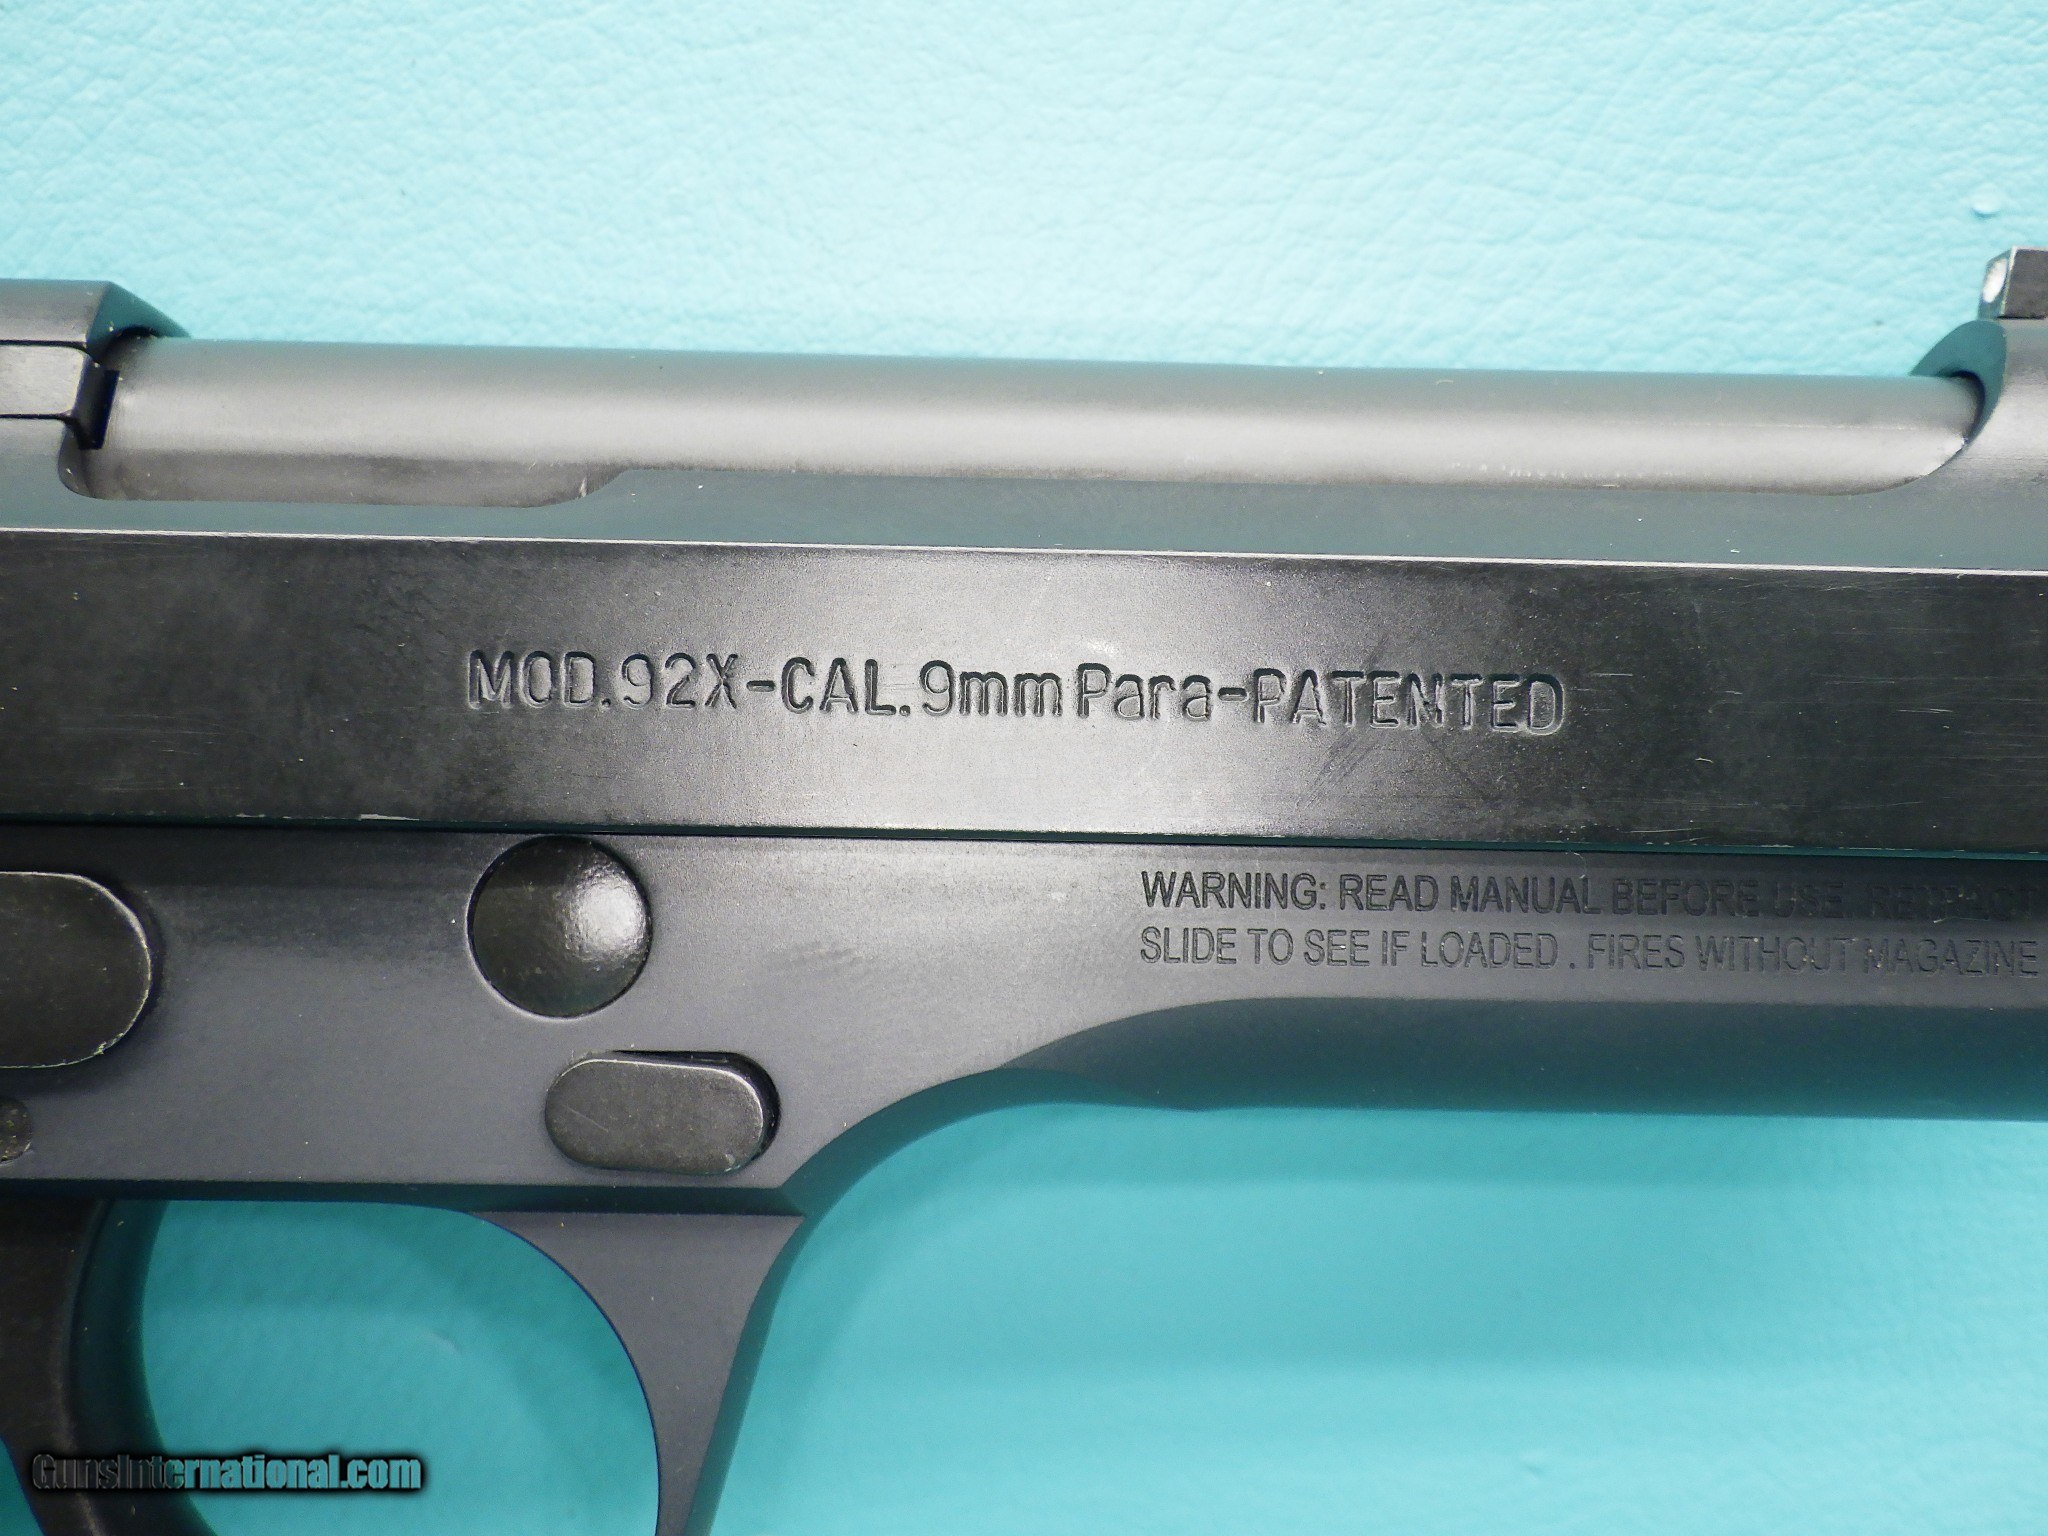 MOD.92X-CAL.9mm Para-PATENTED
WARNING: READ MANUAL BEFORE USE
SLIDE TO SEE IF LOADED . FIRES WITHOUT MAGAZINE
GunsInternational.com